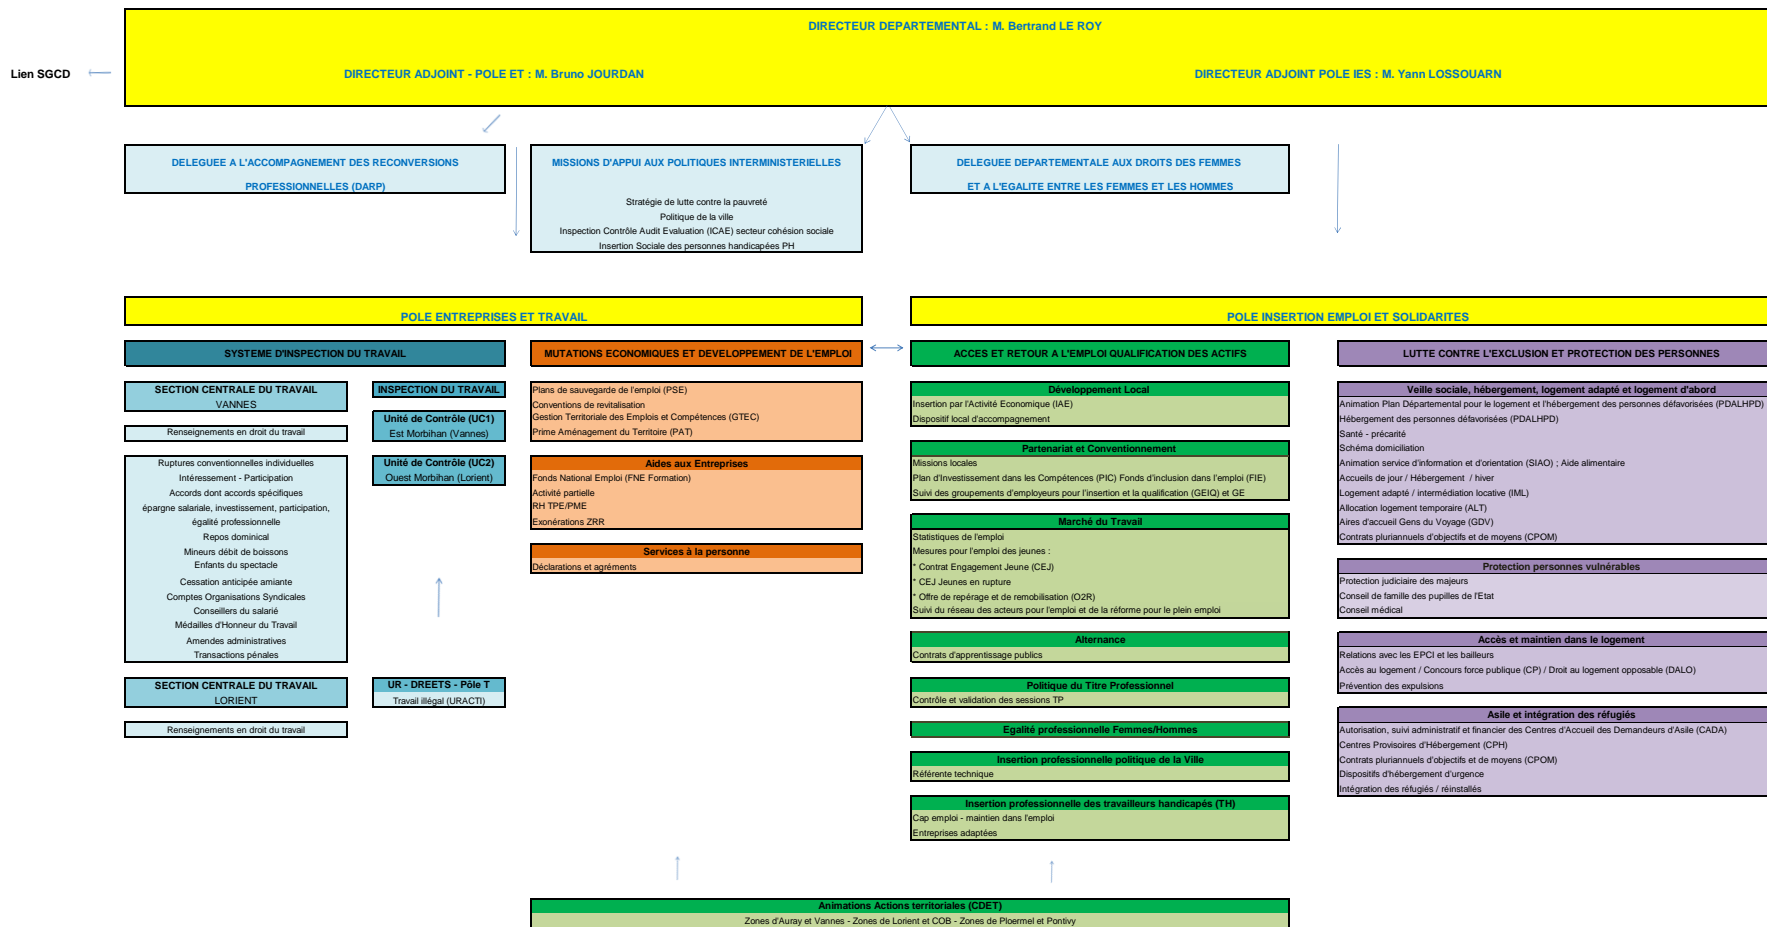 DIRECTEUR DEPARTEMENTAL : M. Bertrand LE ROY
Lien SGCD
DIRECTEUR ADJOINT - POLE ET : M. Bruno JOURDAN
DIRECTEUR ADJOINT POLE IES : M. Yann LOSSOUARN
DELEGUEE A L'ACCOMPAGNEMENT DES RECONVERSIONS
PROFESSIONNELLES (DARP)
MISSIONS D'APPUI AUX POLITIQUES INTERMINISTERIELLES
Stratégie de lutte contre la pauvreté
Politique de la ville
Inspection Contrôle Audit Evaluation (ICAE) secteur cohésion sociale
Insertion Sociale des personnes handicapées PH
DELEGUEE DEPARTEMENTALE AUX DROITS DES FEMMES
ET A L'EGALITE ENTRE LES FEMMES ET LES HOMMES
POLE ENTREPRISES ET TRAVAIL
SYSTEME D'INSPECTION DU TRAVAIL
SECTION CENTRALE DU TRAVAIL
VANNES
Renseignements en droit du travail
Ruptures conventionnelles individuelles
Intéressement - Participation
Accords dont accords spécifiques
épargne salariale, investissement, participation,
égalité professionnelle
Repos dominical
Mineurs débit de boissons
Enfants du spectacle
Cessation anticipée amiante
Comptes Organisations Syndicales
Conseillers du salarié
Médailles d'Honneur du Travail
Amendes administratives
Transactions pénales
SECTION CENTRALE DU TRAVAIL
LORIENT
Renseignements en droit du travail
INSPECTION DU TRAVAIL
Unité de Contrôle (UC1)
Est Morbihan (Vannes)
Unité de Contrôle (UC2)
Ouest Morbihan (Lorient)
UR - DREETS - Pôle T
Travail illégal (URACTI)
MUTATIONS ECONOMIQUES ET DEVELOPPEMENT DE L'EMPLOI
Plans de sauvegarde de l'emploi (PSE)
Conventions de revitalisation
Gestion Territoriale des Emplois et Compétences (GTEC)
Prime Aménagement du Territoire (PAT)
Aides aux Entreprises
Fonds National Emploi (FNE Formation)
Activité partielle
RH TPE/PME
Exonérations ZRR
Services à la personne
Déclarations et agréments
POLE INSERTION EMPLOI ET SOLIDARITES
ACCES ET RETOUR A L'EMPLOI QUALIFICATION DES ACTIFS
Développement Local
Insertion par l'Activité Economique (IAE)
Dispositif local d'accompagnement
Partenariat et Conventionnement
Missions locales
Plan d'Investissement dans les Compétences (PIC) Fonds d'inclusion dans l'emploi (FIE)
Suivi des groupements d'employeurs pour l'insertion et la qualification (GEIQ) et GE
Marché du Travail
Statistiques de l'emploi
Mesures pour l'emploi des jeunes :
* Contrat Engagement Jeune (CEJ)
* CEJ Jeunes en rupture
* Offre de repérage et de remobilisation (O2R)
Suivi du réseau des acteurs pour l'emploi et de la réforme pour le plein emploi
Alternance
Contrats d'apprentissage publics
Politique du Titre Professionnel
Contrôle et validation des sessions TP
Egalité professionnelle Femmes/Hommes
Insertion professionnelle politique de la Ville
Référente technique
Insertion professionnelle des travailleurs handicapés (TH)
Cap emploi - maintien dans l'emploi
Entreprises adaptées
LUTTE CONTRE L'EXCLUSION ET PROTECTION DES PERSONNES
Veille sociale, hébergement, logement adapté et logement d'abord
Animation Plan Départemental pour le logement et l'hébergement des personnes défavorisées (PDALHPD)
Hébergement des personnes défavorisées (PDALHPD)
Santé - précarité
Schéma domiciliation
Animation service d'information et d'orientation (SIAO) ; Aide alimentaire
Accueils de jour / Hébergement / hiver
Logement adapté / intermédiation locative (IML)
Allocation logement temporaire (ALT)
Aires d'accueil Gens du Voyage (GDV)
Contrats pluriannuels d'objectifs et de moyens (CPOM)
Protection personnes vulnérables
Protection judiciaire des majeurs
Conseil de famille des pupilles de l'Etat
Conseil médical
Accès et maintien dans le logement
Relations avec les EPCI et les bailleurs
Accès au logement / Concours force publique (CP) / Droit au logement opposable (DALO)
Prévention des expulsions
Asile et intégration des réfugiés
Autorisation, suivi administratif et financier des Centres d'Accueil des Demandeurs d'Asile (CADA)
Centres Provisoires d'Hébergement (CPH)
Contrats pluriannuels d'objectifs et de moyens (CPOM)
Dispositifs d'hébergement d'urgence
Intégration des réfugiés / réinstallés
Animations Actions territoriales (CDET)
Zones d'Auray et Vannes - Zones de Lorient et COB - Zones de Ploermel et Pontivy